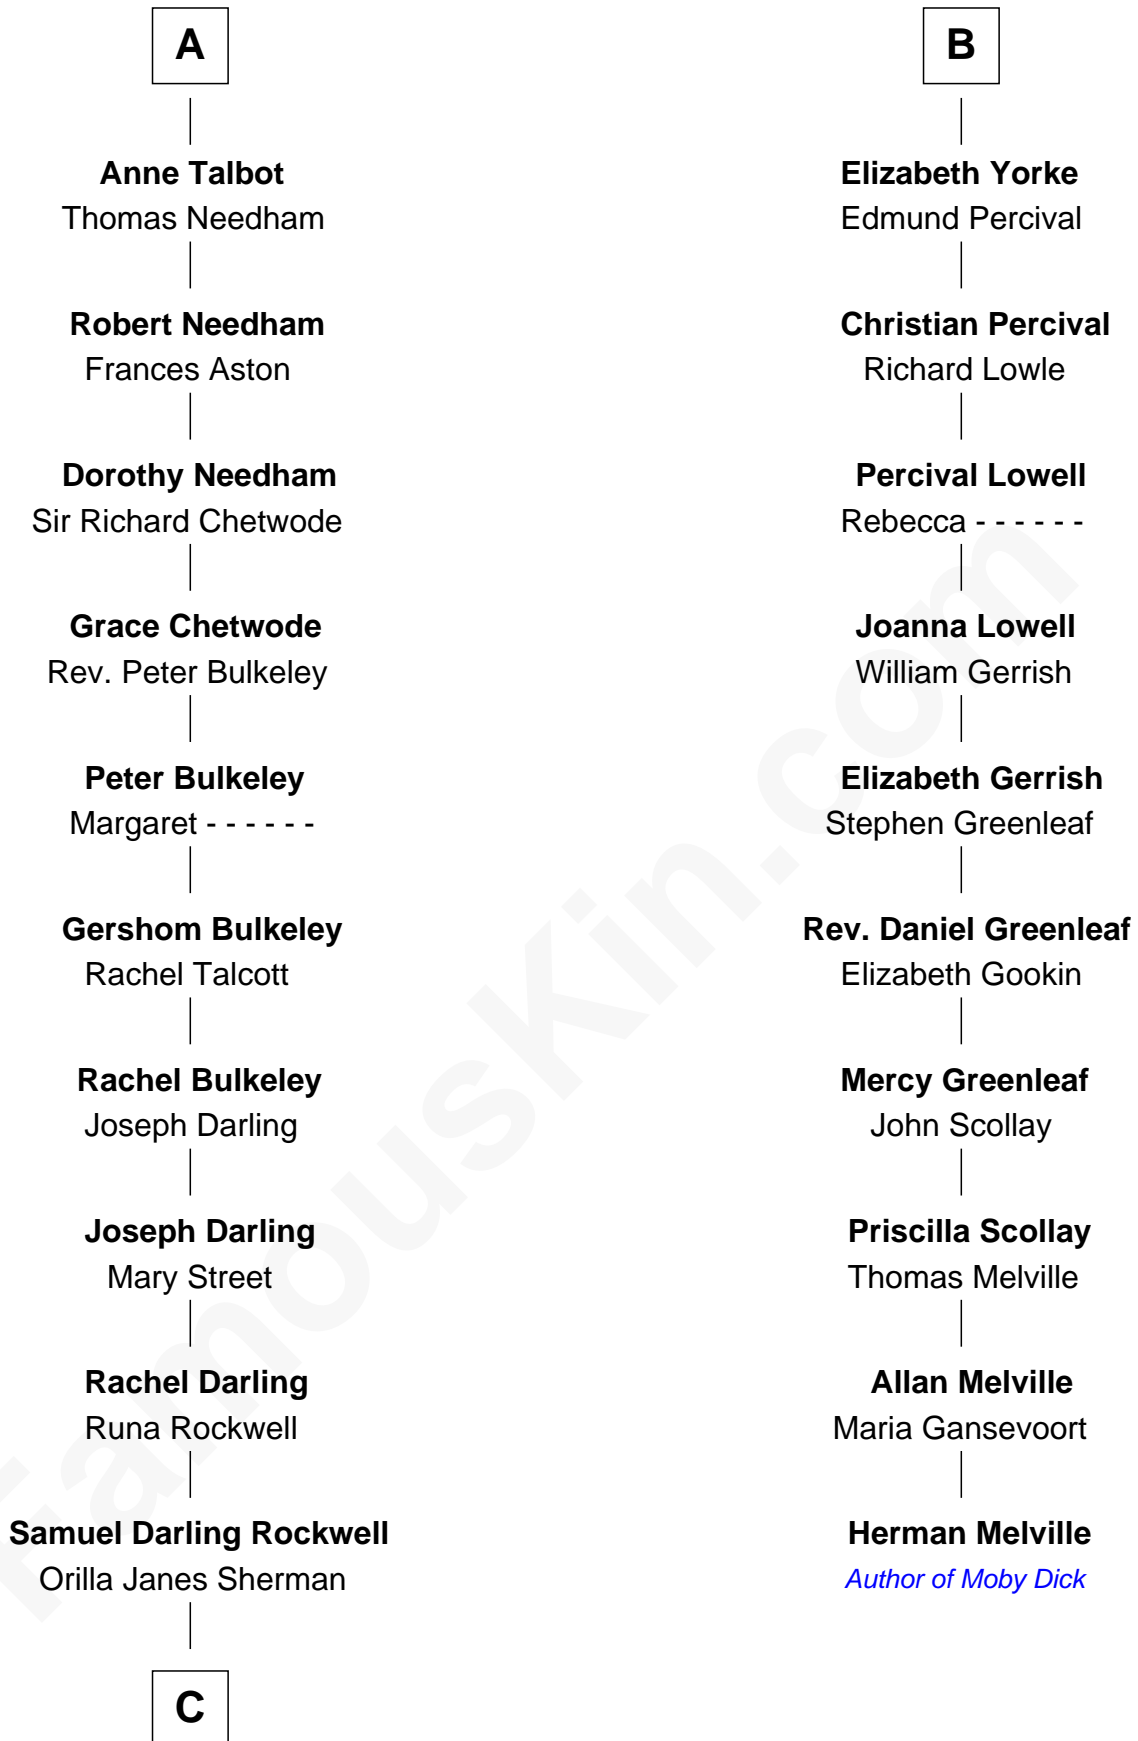 A
Anne Talbot
Thomas Needham
Robert Needham
Frances Aston
Dorothy Needham
Sir Richard Chetwode
Grace Chetwode
Rev. Peter Bulkeley
Peter Bulkeley
Margaret - - - - - -
Gershom Bulkeley
Rachel Talcott
Rachel Bulkeley
Joseph Darling
Joseph Darling
Mary Street
Rachel Darling
Runa Rockwell
Samuel Darling Rockwell
Orilla Janes Sherman
C
B
Elizabeth Yorke
Edmund Percival
Christian Percival
Richard Lowle
Percival Lowell
Rebecca - - - - - -
Joanna Lowell
William Gerrish
Elizabeth Gerrish
Stephen Greenleaf
Rev. Daniel Greenleaf
Elizabeth Gookin
Mercy Greenleaf
John Scollay
Priscilla Scollay
Thomas Melville
Allan Melville
Maria Gansevoort
Herman Melville
Author of Moby Dick
FamousKin.com